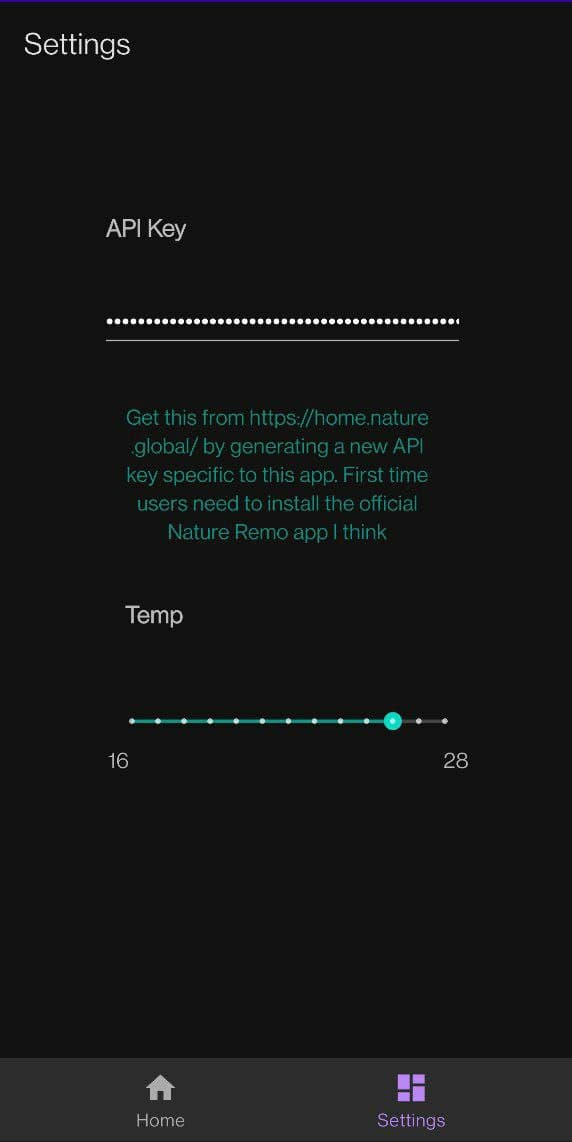 Settings
API Key
Get this from https://home.nature
.global/ by generating a new API
key specific to this app. First time
users need to install the official
Nature Remo app I think
Temp
16 28
Home Settings